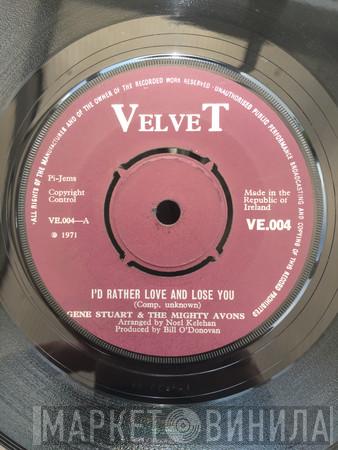 ·ALL RIGHTS OF THE MANUFACTURER AND OF THE OWNER OF THE RECORDED WORK RESERVED · UNAUTHORISED PUBLIC PERFORMANCE BROADCASTING AND COPYING OF THIS RECORD PROHIBITED
VELVET
Pi-Jems
Copyright
Control
VE.004—A
℗ 1971
Made in the
Republic of
Ireland
VE.004
I'D RATHER LOVE AND LOSE YOU
(Comp. unknown)
GENE STUART & THE MIGHTY AVONS
Arranged by Noel Kelehan
Produced by Bill O'Donovan
МАРКЕТ ВИНИЛА